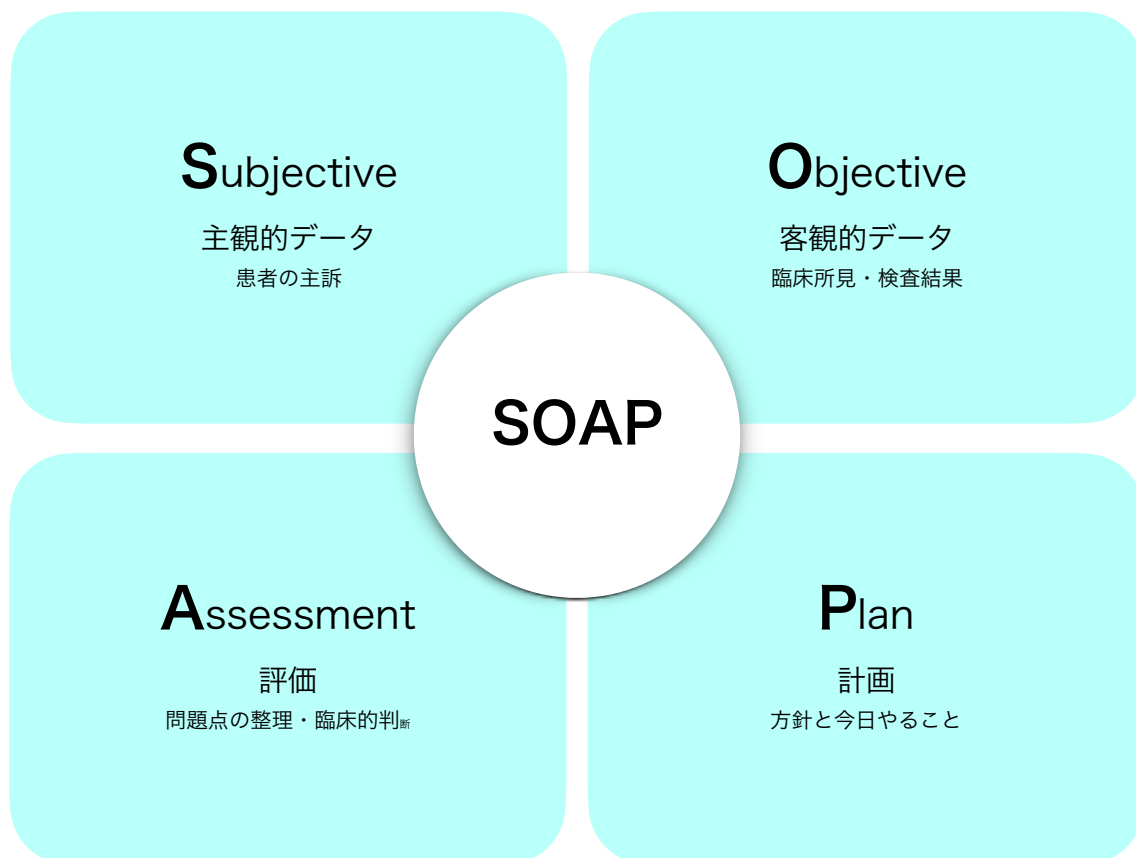 Subjective
主観的データ
患者の主訴
Objective
客観的データ
臨床所見・検査結果
SOAP
Assessment
評価
問題点の整理・臨床的判断
Plan
計画
方針と今日やること